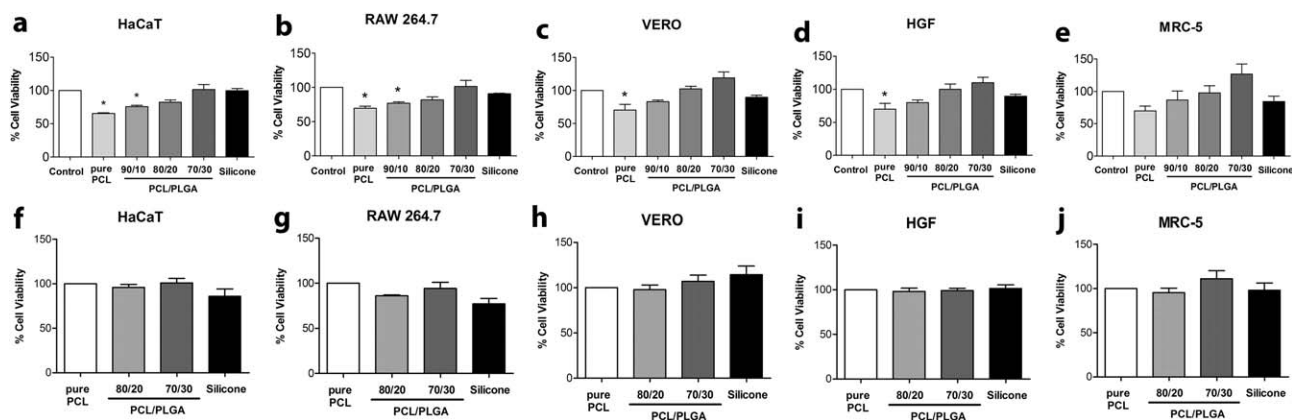 a
HaCaT
% Cell Viability
150
100
50
0
*
*
Control
pure PCL
90/10
80/20
70/30
Silicone
PCL/PLGA
b
RAW 264.7
% Cell Viability
150
100
50
0
*
*
Control
pure PCL
90/10
80/20
70/30
Silicone
PCL/PLGA
c
VERO
% Cell Viability
150
100
50
0
*
Control
pure PCL
90/10
80/20
70/30
Silicone
PCL/PLGA
d
HGF
% Cell Viability
150
100
50
0
*
Control
pure PCL
90/10
80/20
70/30
Silicone
PCL/PLGA
e
MRC-5
% Cell Viability
150
100
50
0
Control
pure PCL
90/10
80/20
70/30
Silicone
PCL/PLGA
f
HaCaT
% Cell Viability
150
100
50
0
pure PCL
80/20
70/30
Silicone
PCL/PLGA
g
RAW 264.7
% Cell Viability
150
100
50
0
pure PCL
80/20
70/30
Silicone
PCL/PLGA
h
VERO
% Cell Viability
150
100
50
0
pure PCL
80/20
70/30
Silicone
PCL/PLGA
i
HGF
% Cell Viability
150
100
50
0
pure PCL
80/20
70/30
Silicone
PCL/PLGA
j
MRC-5
% Cell Viability
150
100
50
0
pure PCL
80/20
70/30
Silicone
PCL/PLGA